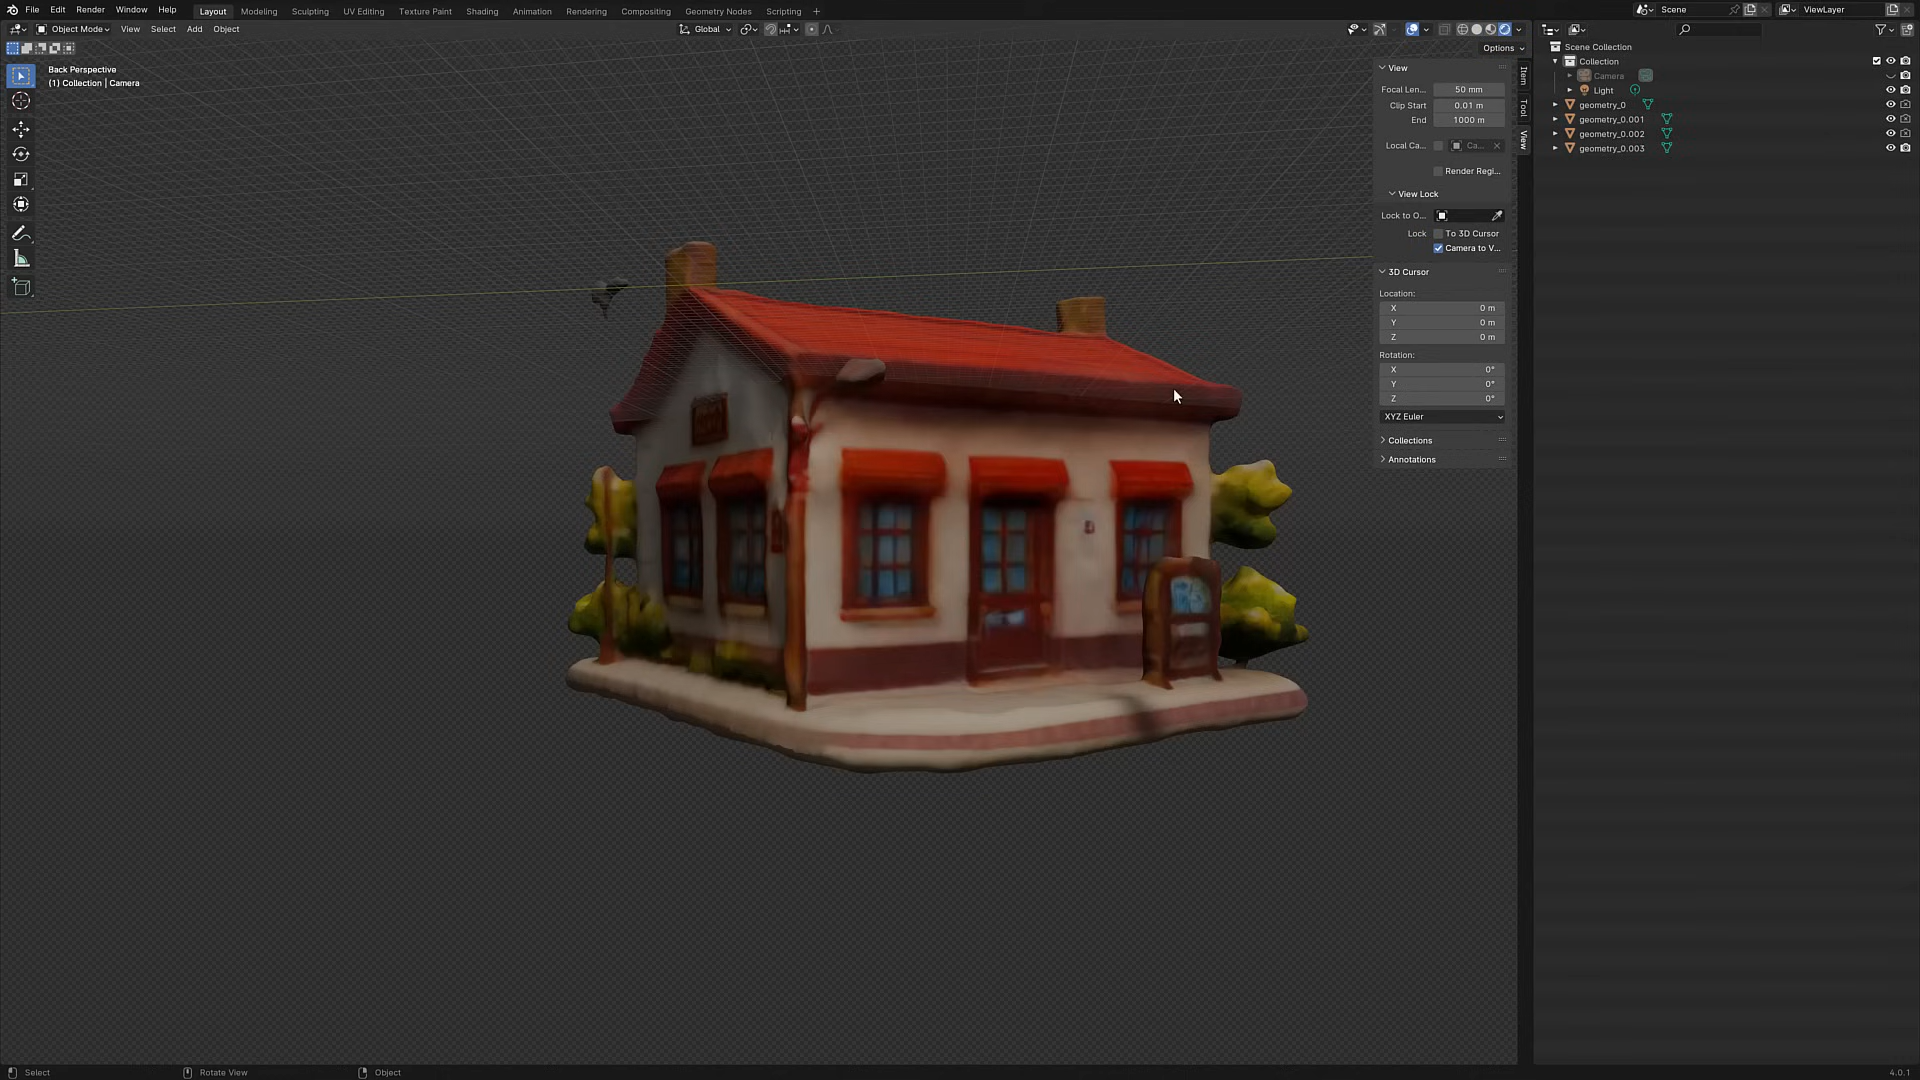 File Edit Render Window Help Layout Modeling Sculpting UV Editing Texture Paint Shading Animation Rendering Compositing Geometry Nodes Scripting + Scene ViewLayer
Object Mode View Select Add Object Global
Options
Back Perspective
(1) Collection | Camera
View
Focal Len... 50 mm
Clip Start 0.01 m
End 1000 m
Local Ca... Ca...
Render Regi...
View Lock
Lock to O...
Lock To 3D Cursor
Camera to V...
3D Cursor
Location:
X 0 m
Y 0 m
Z 0 m
Rotation:
X 0°
Y 0°
Z 0°
XYZ Euler
Collections
Annotations
Item
Tool
View
Scene Collection
Collection
Camera
Light
geometry_0
geometry_0.001
geometry_0.002
geometry_0.003
Select Rotate View Object 4.0.1